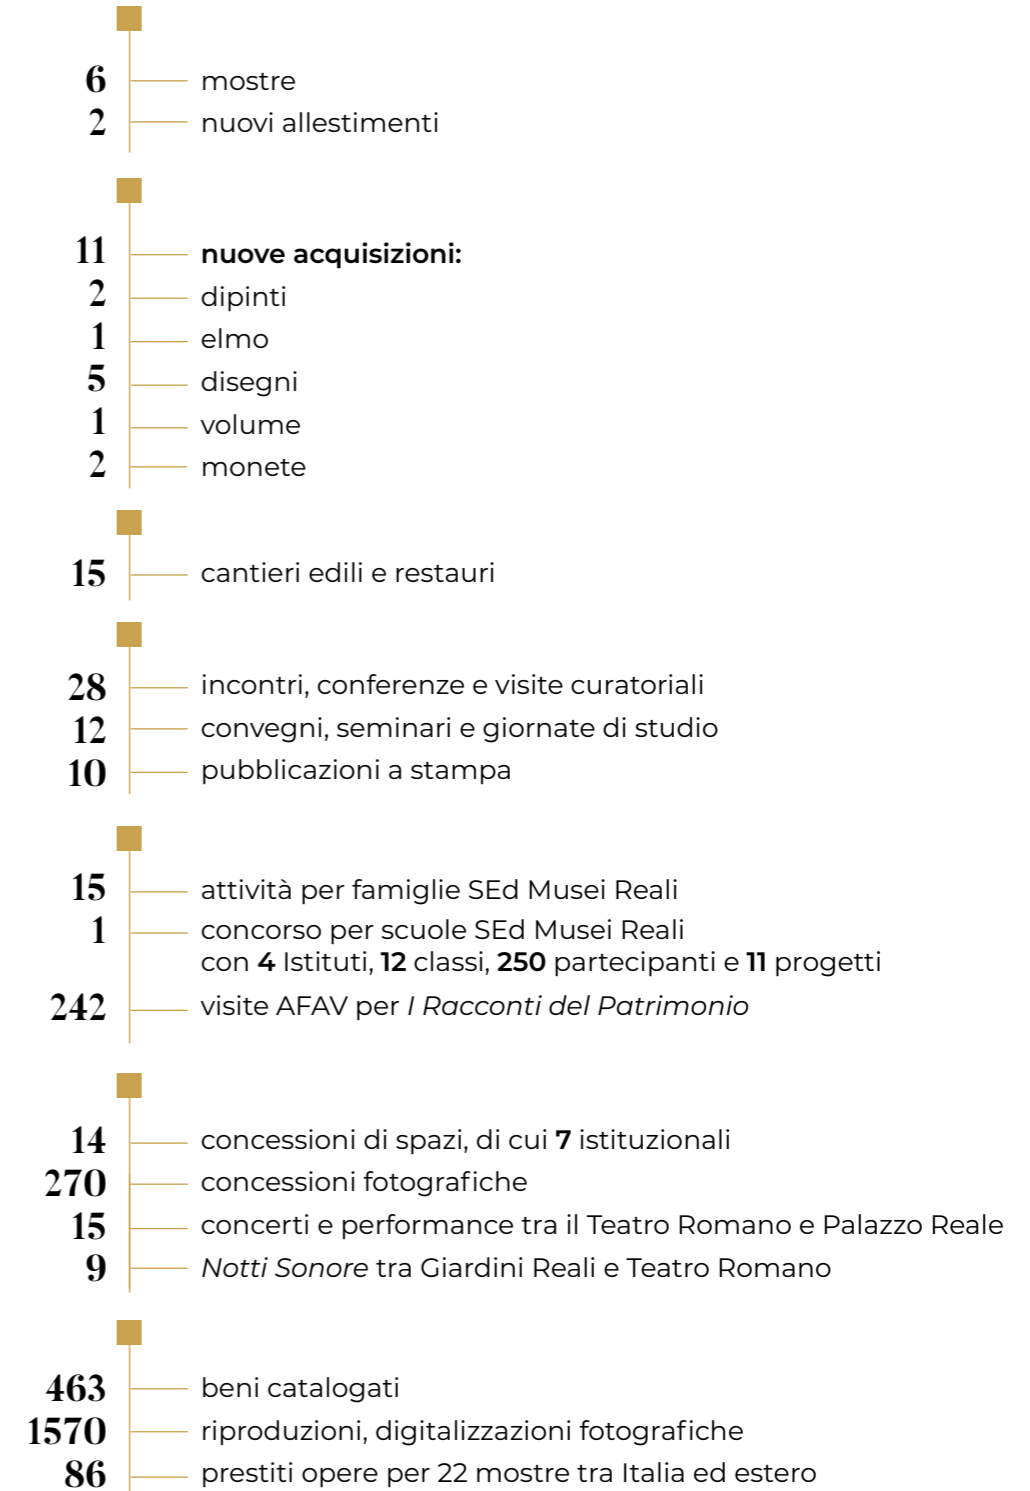 6 mostre
2 nuovi allestimenti
11 nuove acquisizioni:
2 dipinti
1 elmo
5 disegni
1 volume
2 monete
15 cantieri edili e restauri
28 incontri, conferenze e visite curatoriali
12 convegni, seminari e giornate di studio
10 pubblicazioni a stampa
15 attività per famiglie SEd Musei Reali
1 concorso per scuole SEd Musei Reali
con 4 Istituti, 12 classi, 250 partecipanti e 11 progetti
242 visite AFAV per I Racconti del Patrimonio
14 concessioni di spazi, di cui 7 istituzionali
270 concessioni fotografiche
15 concerti e performance tra il Teatro Romano e Palazzo Reale
9 Notti Sonore tra Giardini Reali e Teatro Romano
463 beni catalogati
1570 riproduzioni, digitalizzazioni fotografiche
86 prestiti opere per 22 mostre tra Italia ed estero